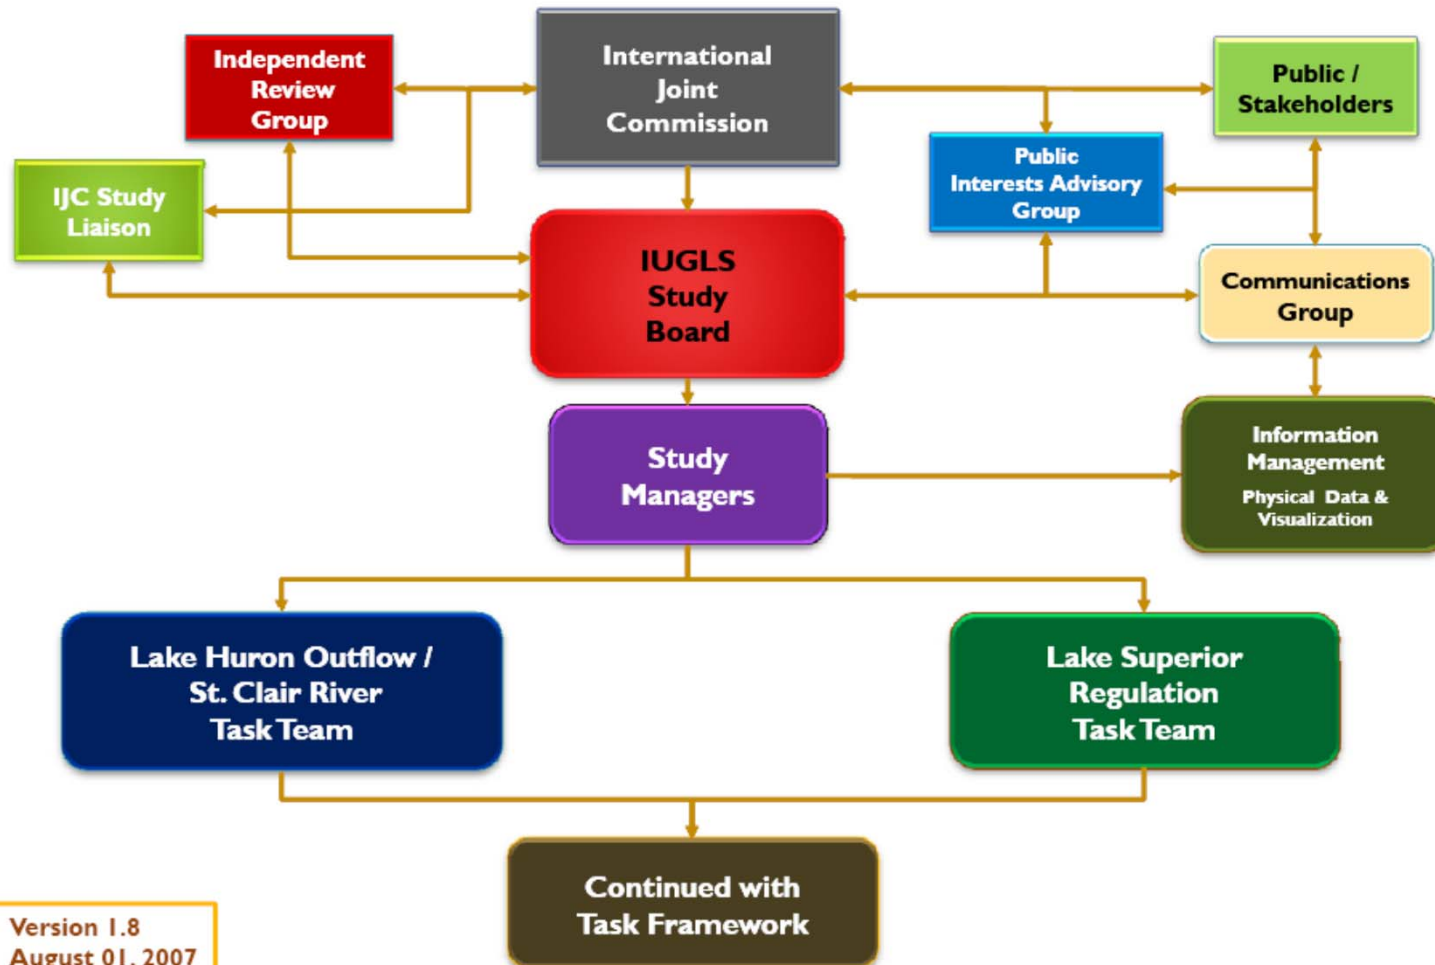 International
Joint
Commission
Independent
Review
Group
Public /
Stakeholders
Public
Interests Advisory
Group
IJC Study
Liaison
IUGLS
Study
Board
Communications
Group
Study
Managers
Information
Management
Physical Data &
Visualization
Lake Huron Outflow /
St. Clair River
Task Team
Lake Superior
Regulation
Task Team
Continued with
Task Framework
Version 1.8
August 01, 2007